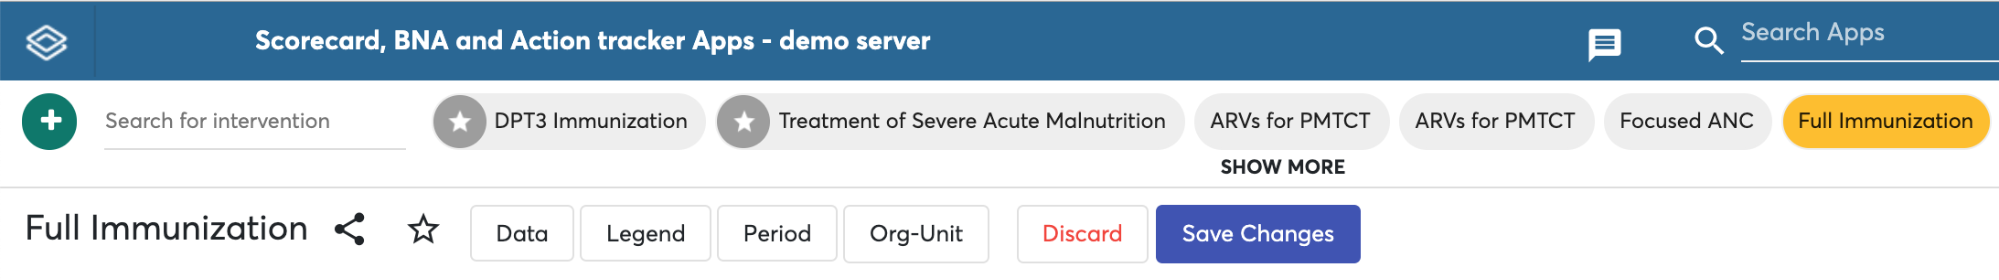 Scorecard, BNA and Action tracker Apps - demo server
Search Apps
Search for intervention
DPT3 Immunization
Treatment of Severe Acute Malnutrition
ARVs for PMTCT
ARVs for PMTCT
Focused ANC
Full Immunization
SHOW MORE
Full Immunization
Data
Legend
Period
Org-Unit
Discard
Save Changes